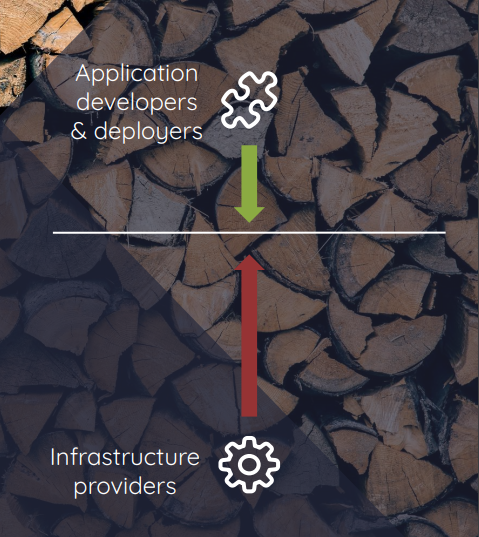 Application
developers
& deployers
Infrastructure
providers